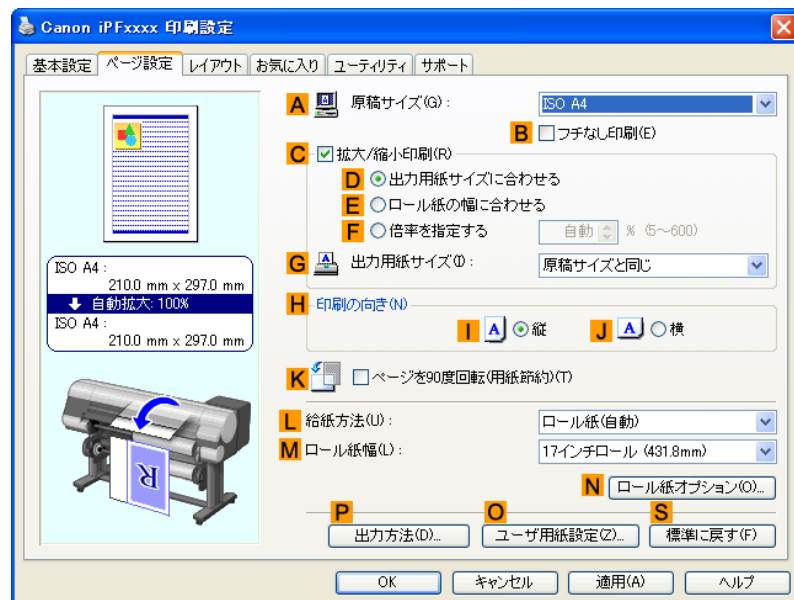 Canon iPFxxxx 印刷設定
基本設定 ページ設定 レイアウト お気に入り ユーティリティ サポート
A 原稿サイズ(G): ISO A4
B フチなし印刷(E)
C 拡大/縮小印刷(R)
D 出力用紙サイズに合わせる
E ロール紙の幅に合わせる
F 倍率を指定する 自動 % (5~600)
G 出力用紙サイズ(I): 原稿サイズと同じ
H 印刷の向き(N)
I A 縦 J A 横
K ページを90度回転(用紙節約)(T)
L 給紙方法(U): ロール紙(自動)
M ロール紙幅(L): 17インチロール (431.8mm)
N ロール紙オプション(O)...
P O S
出力方法(D)... ユーザ用紙設定(Z)... 標準に戻す(F)
ISO A4 :
210.0 mm x 297.0 mm
自動拡大: 100%
ISO A4 :
210.0 mm x 297.0 mm
R
OK キャンセル 適用(A) ヘルプ